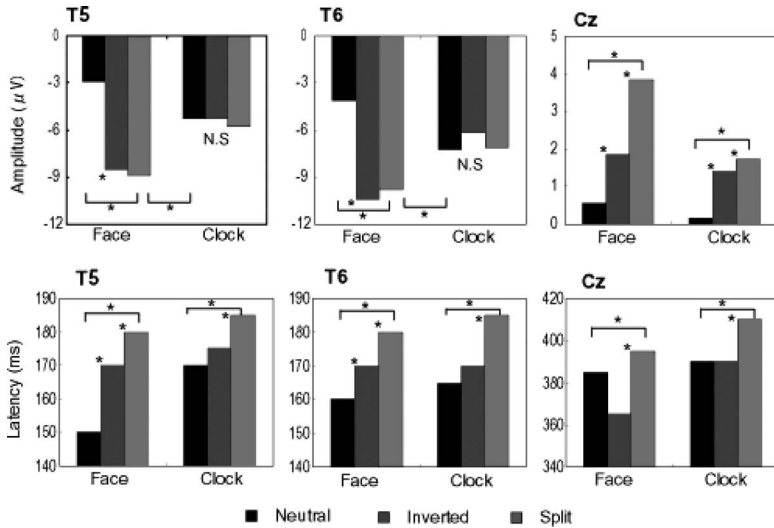 T5 T6 Cz
Amplitude (μV)
-0
-3
-6
-9
-12
* * *
N.S
Face Clock
-0
-3
-6
-9
-12
* * *
N.S
Face Clock
5
4
3
2
1
0
* * *
* * *
Face Clock
T5 T6 Cz
Latency (ms)
190
180
170
160
150
140
* * *
*
Face Clock
190
180
170
160
150
140
* * *
* *
Face Clock
420
400
380
360
340
* *
* *
Face Clock
Neutral Inverted Split